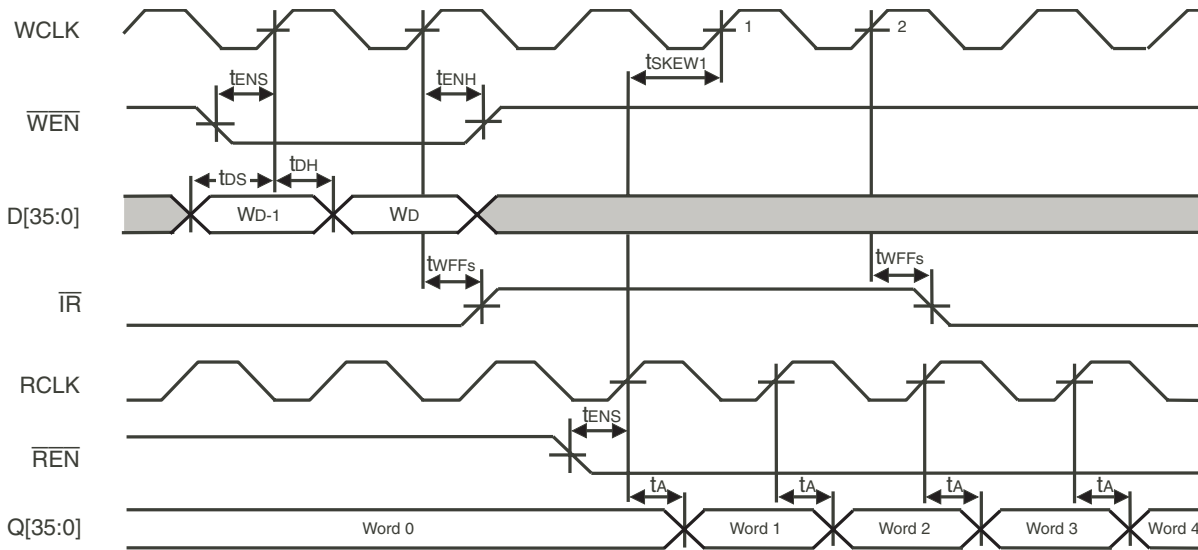 WCLK
1
2
tSKEW1
tENS
tENH
WEN
tDS
tDH
D[35:0]
WD-1
WD
tWFFs
tWFFs
IR
RCLK
tENS
REN
tA
tA
tA
tA
Q[35:0]
Word 0
Word 1
Word 2
Word 3
Word 4